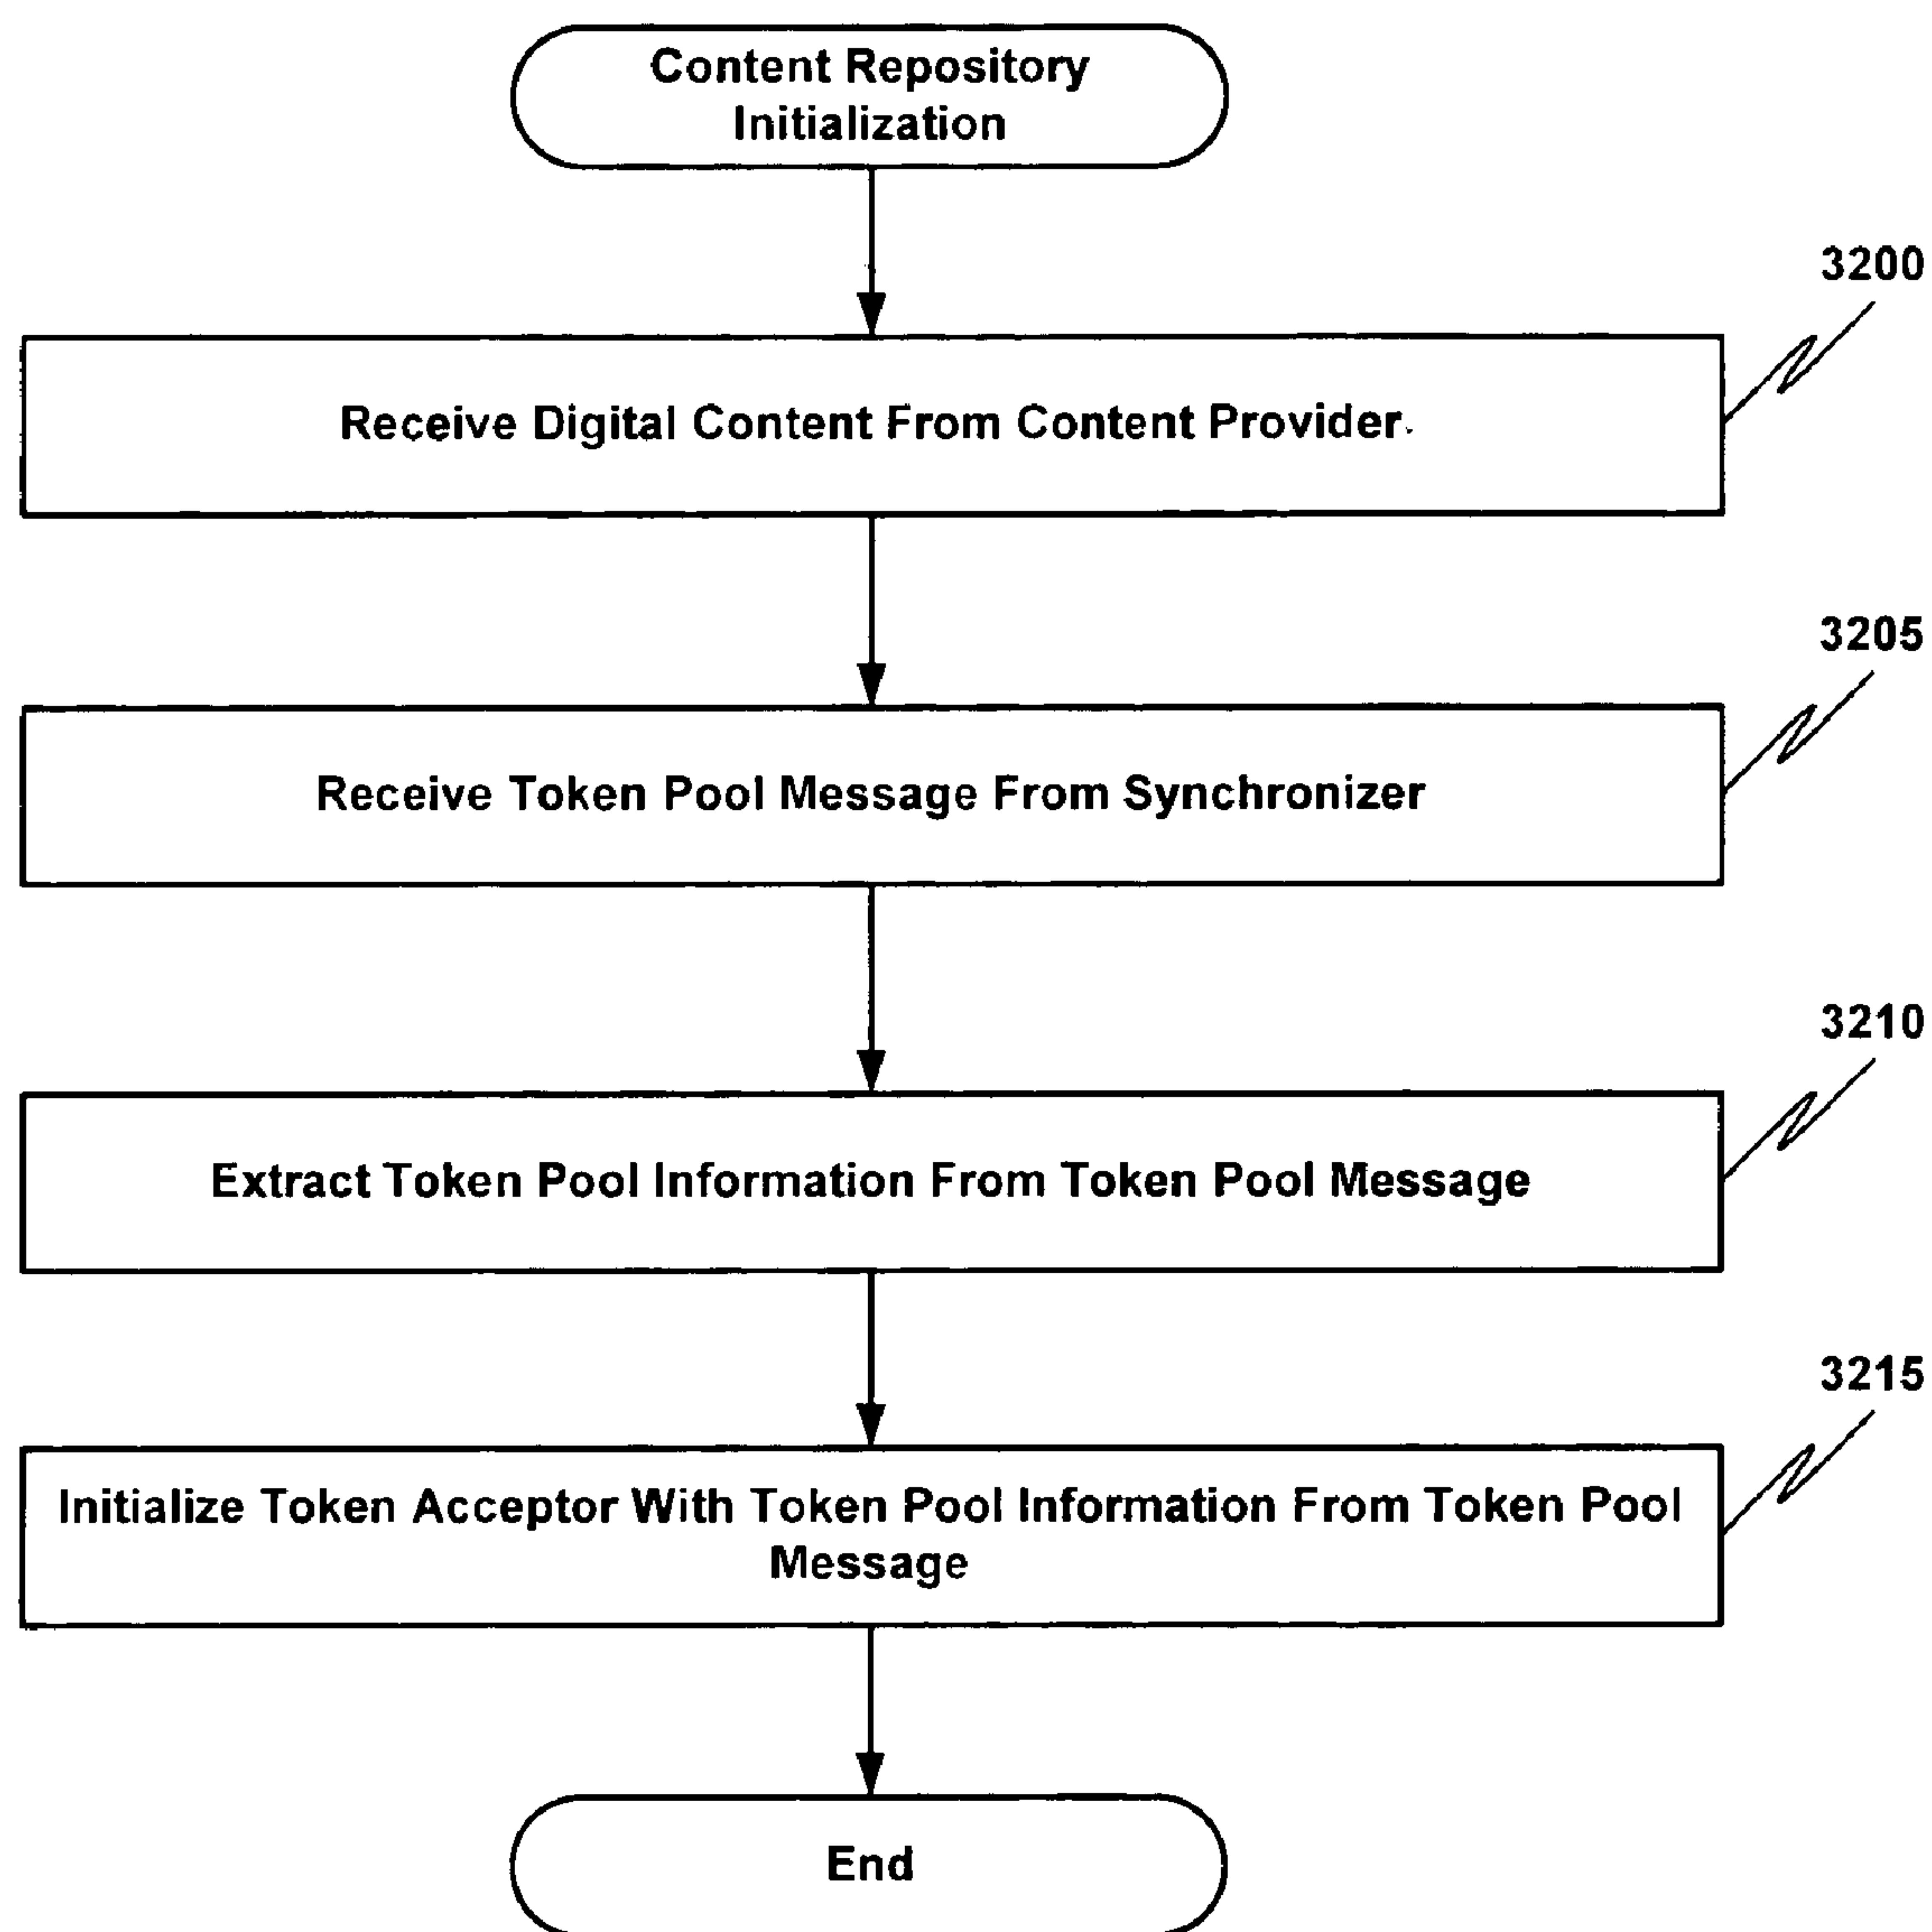 Content Repository
Initialization
3200
Receive Digital Content From Content Provider.
3205
Receive Token Pool Message From Synchronizer
3210
Extract Token Pool Information From Token Pool Message
3215
Initialize Token Acceptor With Token Pool Information From Token Pool
Message
End